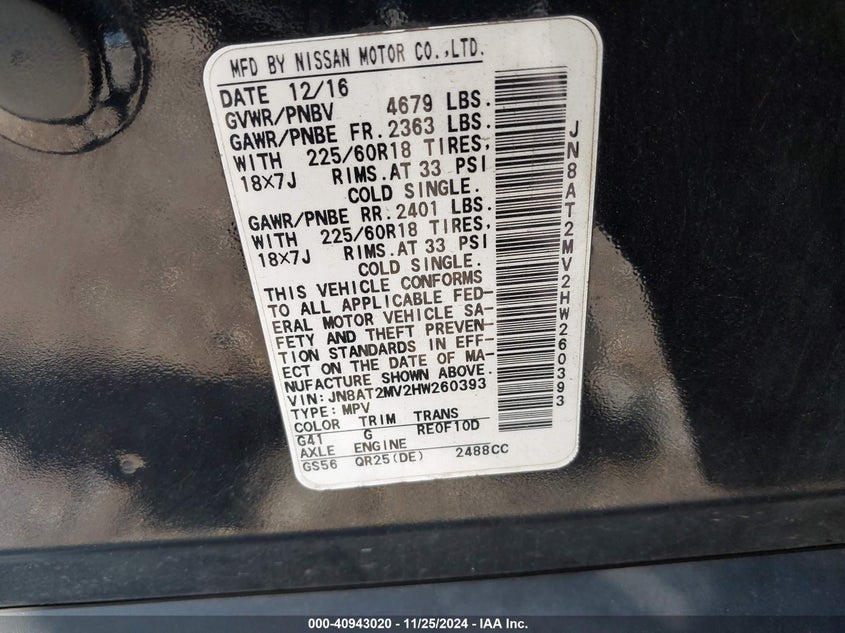 MFD BY NISSAN MOTOR CO.,LTD.
DATE 12/16
GVWR/PNBV 4679 LBS.
GAWR/PNBE FR. 2363 LBS.
WITH 225/60R18 TIRES,
18×7J RIMS.AT 33 PSI
COLD SINGLE.
GAWR/PNBE RR. 2401 LBS.
WITH 225/60R18 TIRES,
18×7J RIMS.AT 33 PSI
COLD SINGLE.
THIS VEHICLE CONFORMS
TO ALL APPLICABLE FED-
ERAL MOTOR VEHICLE SA-
FETY AND THEFT PREVEN-
TION STANDARDS IN EFF-
ECT ON THE DATE OF MA-
NUFACTURE SHOWN ABOVE.
VIN: JN8AT2MV2HW260393
TYPE: MPV
COLOR TRIM TRANS
G41 G RE0F10D
AXLE ENGINE
GS56 QR25(DE) 2488CC
JN8AT2MV2HW260393
000-40943020 - 11/25/2024 - IAA Inc.